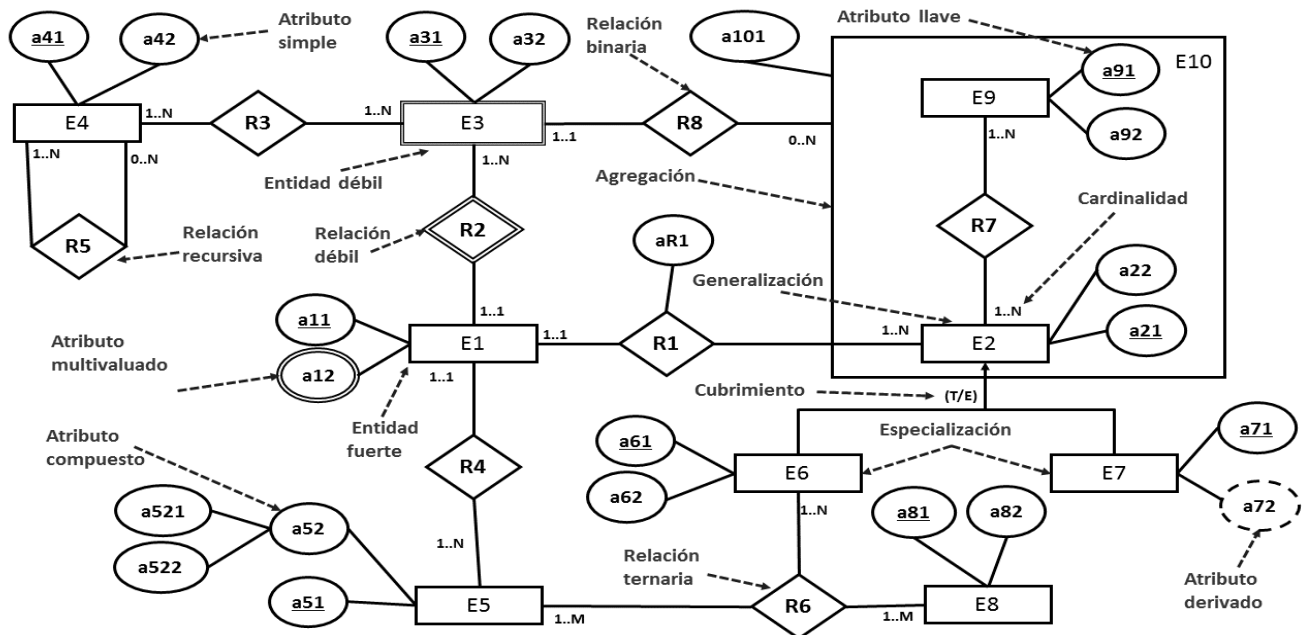 a41
a42
Atributo
simple
a31
a32
Relación
binaria
a101
Atributo llave
a91
E10
E4
1..N
R3
1..N
E3
1..1
R8
0..N
E9
a92
1..N
1..N
0..N
Entidad débil
1..N
Agregación
R7
Cardinalidad
R5
Relación
recursiva
Relación
débil
R2
aR1
Generalización
a22
1..N
a21
Atributo
multivaluado
a11
a12
1..1
E1
1..1
R1
1..N
E2
1..1
Cubrimiento
(T/E)
Entidad
fuerte
Atributo
compuesto
Especialización
a61
a62
E6
E7
a71
a72
R4
a521
a522
a52
1..N
a81
a82
1..N
Relación
ternaria
Atributo
derivado
a51
E5
1..M
R6
1..M
E8